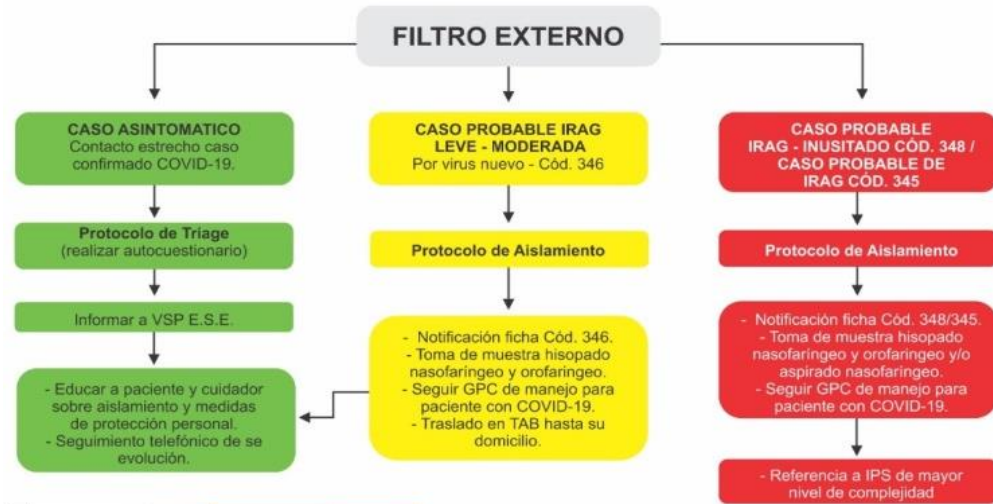 FILTRO EXTERNO
CASO ASINTOMATICO
Contacto estrecho caso
confirmado COVID-19.
Protocolo de Triage
(realizar autocuestionario)
Informar a VSP E.S.E.
- Educar a paciente y cuidador
sobre aislamiento y medidas
de protección personal.
- Seguimiento telefónico de se
evolución.
CASO PROBABLE IRAG
LEVE - MODERADA
Por virus nuevo - Cód. 346
Protocolo de Aislamiento
- Notificación ficha Cód. 346.
- Toma de muestra hisopado
nasofaríngeo y orofaringeo.
- Seguir GPC de manejo para
paciente con COVID-19.
- Traslado en TAB hasta su
domicilio.
CASO PROBABLE
IRAG - INUSITADO CÓD. 348 /
CASO PROBABLE DE
IRAG CÓD. 345
Protocolo de Aislamiento
- Notificación ficha Cód. 348/345.
- Toma de muestra hisopado
nasofaríngeo y orofaringeo y/o
aspirado nasofaríngeo.
- Seguir GPC de manejo para
paciente con COVID-19.
- Referencia a IPS de mayor
nivel de complejidad